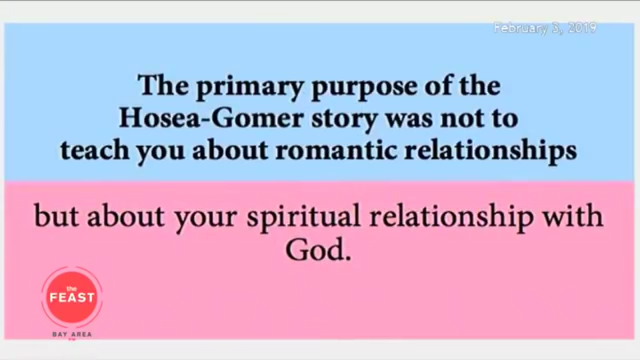 February 3, 2019
The primary purpose of the
Hosea-Gomer story was not to
teach you about romantic relationships
but about your spiritual relationship with
God.
the
FEAST
BAY AREA